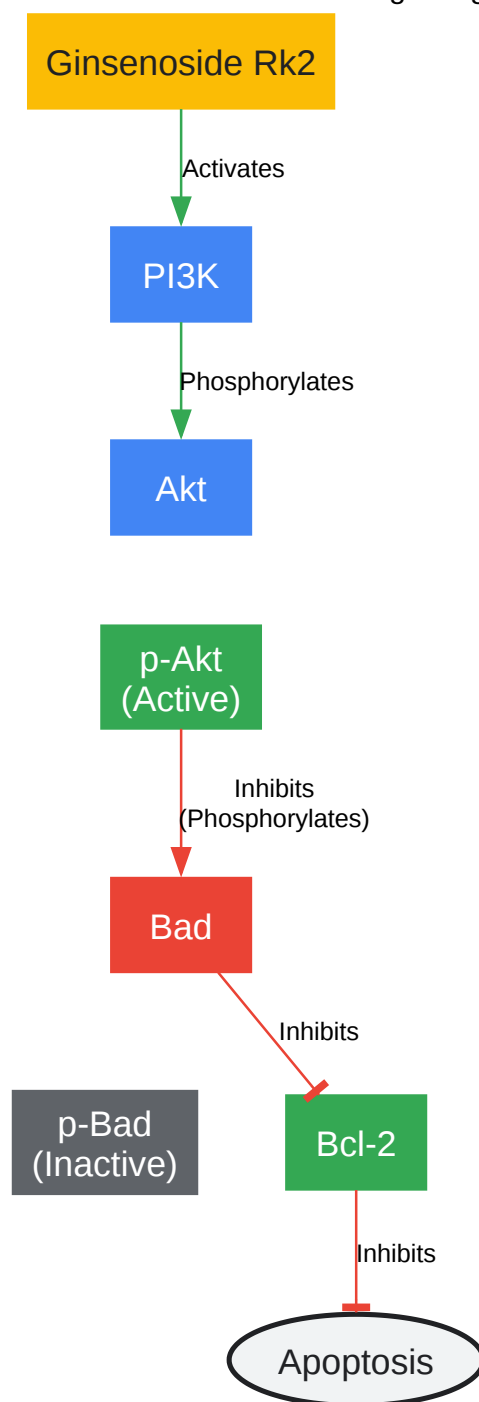 Ginsenoside Rk2
Activates
PI3K
Phosphorylates
Akt
p-Akt
(Active)
Inhibits
(Phosphorylates)
Bad
Inhibits
p-Bad
(Inactive)
Bcl-2
Inhibits
Apoptosis